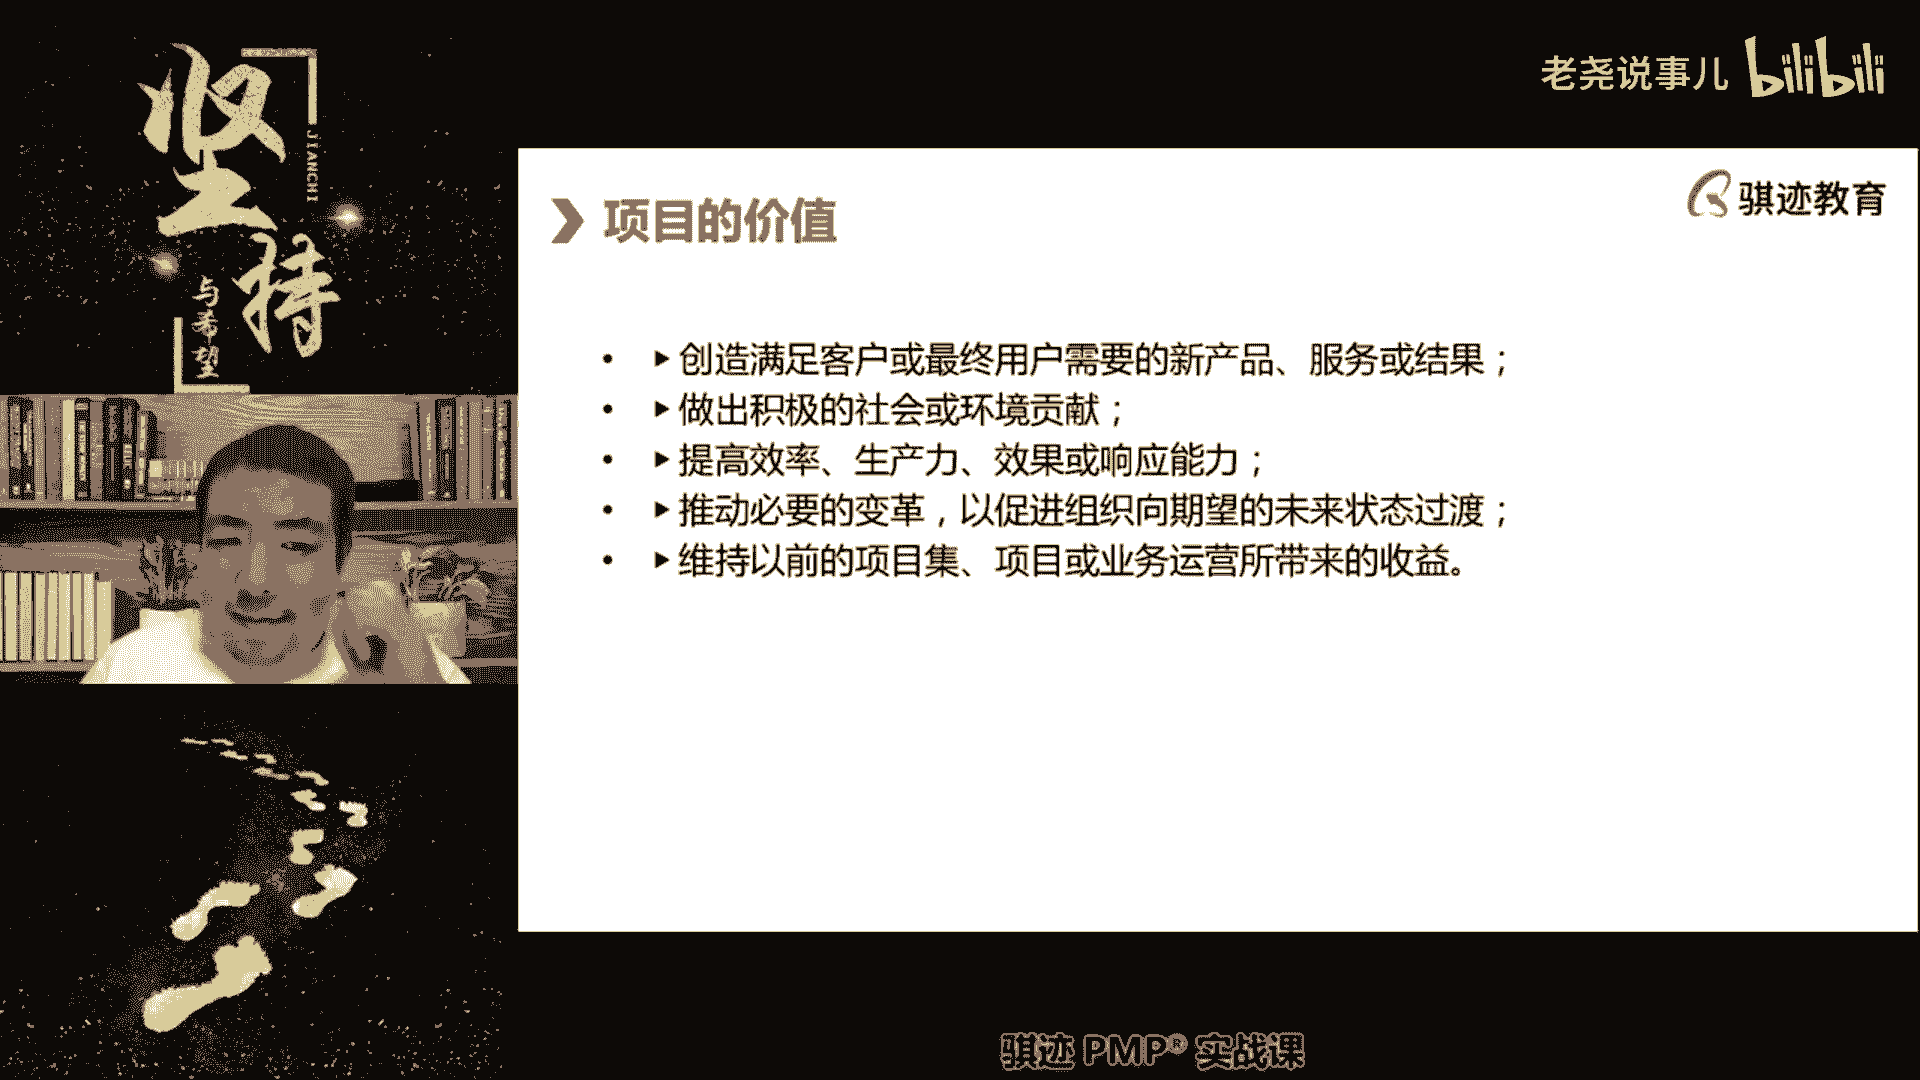 坚持
JIANCHI
与希望
老尧说事儿 bilibili
骐迹教育
项目的价值
• ▶创造满足客户或最终用户需要的新产品、服务或结果；
• ▶做出积极的社会或环境贡献；
• ▶提高效率、生产力、效果或响应能力；
• ▶推动必要的变革，以促进组织向期望的未来状态过渡；
• ▶维持以前的项目集、项目或业务运营所带来的收益。
骐迹 PMP® 实战课